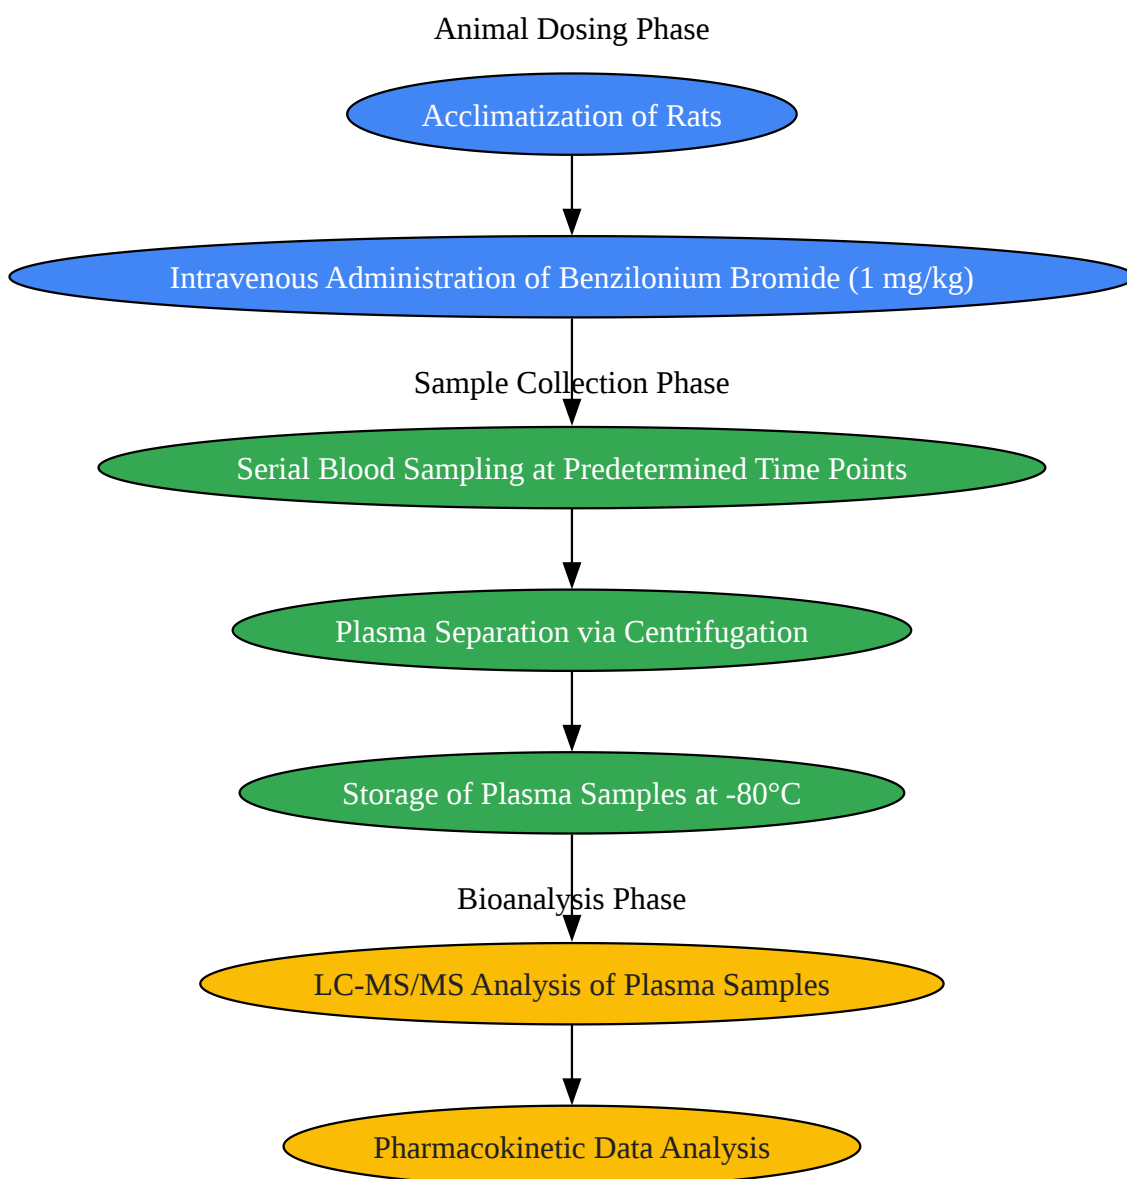 Animal Dosing Phase
Acclimatization of Rats
Intravenous Administration of Benzilonium Bromide (1 mg/kg)
Sample Collection Phase
Serial Blood Sampling at Predetermined Time Points
Plasma Separation via Centrifugation
Storage of Plasma Samples at -80°C
Bioanalysis Phase
LC-MS/MS Analysis of Plasma Samples
Pharmacokinetic Data Analysis